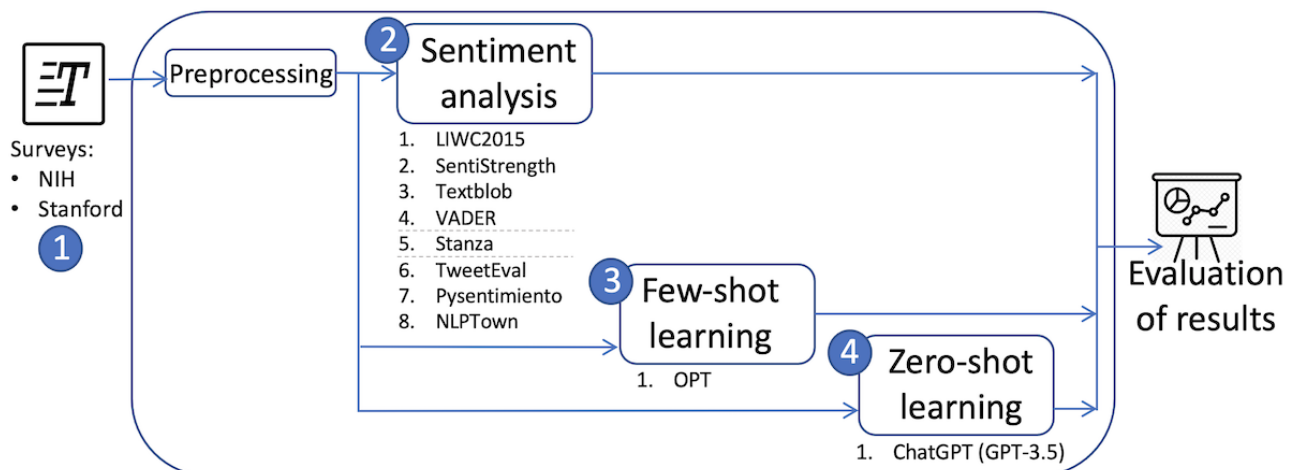 T
Surveys:
• NIH
• Stanford
1
Preprocessing
2
Sentiment
analysis
1. LIWC2015
2. SentiStrength
3. Textblob
4. VADER
5. Stanza
6. TweetEval
7. Pysentimiento
8. NLPTown
3
Few-shot
learning
1. OPT
4
Zero-shot
learning
1. ChatGPT (GPT-3.5)
Evaluation
of results